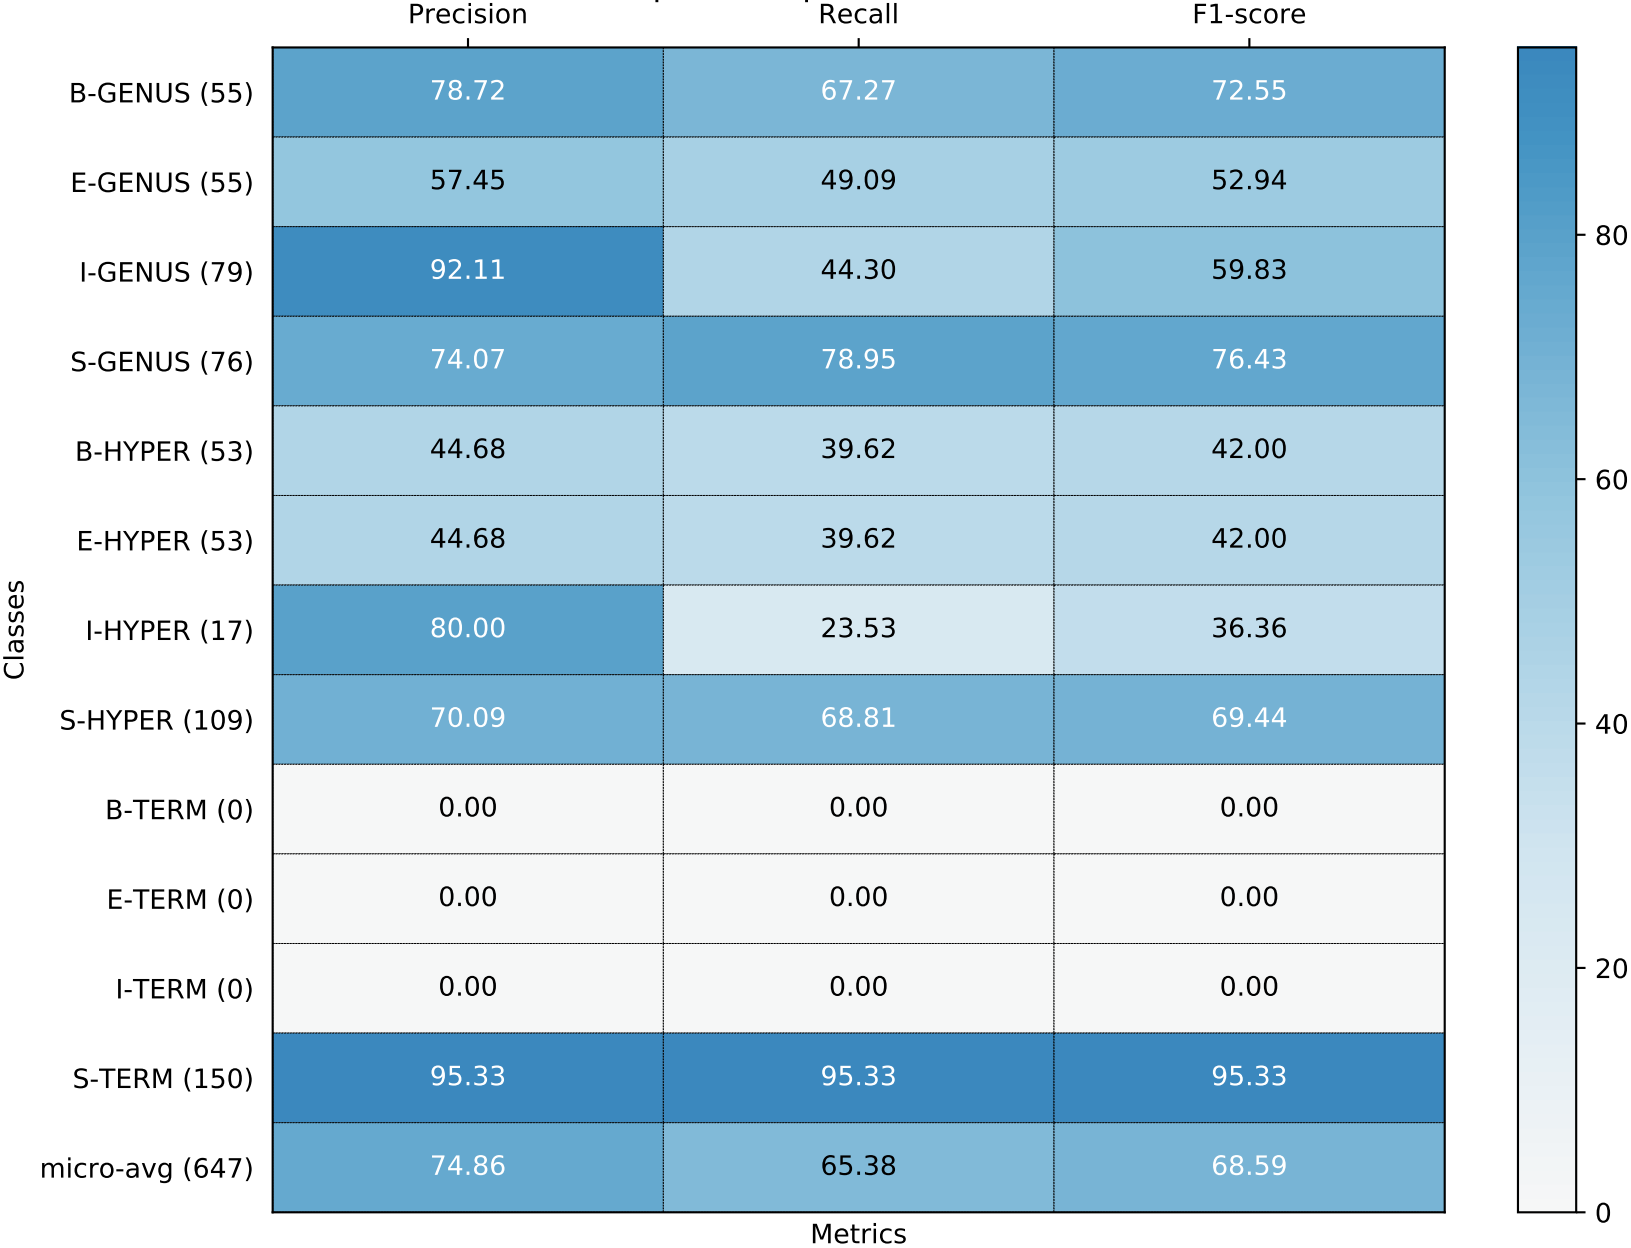 Precision Recall F1-score
B-GENUS (55) 78.72 67.27 72.55
E-GENUS (55) 57.45 49.09 52.94
I-GENUS (79) 92.11 44.30 59.83
80
S-GENUS (76) 74.07 78.95 76.43
B-HYPER (53) 44.68 39.62 42.00
60
E-HYPER (53) 44.68 39.62 42.00
I-HYPER (17) 80.00 23.53 36.36
Classes
S-HYPER (109) 70.09 68.81 69.44
40
B-TERM (0) 0.00 0.00 0.00
E-TERM (0) 0.00 0.00 0.00
20
I-TERM (0) 0.00 0.00 0.00
S-TERM (150) 95.33 95.33 95.33
micro-avg (647) 74.86 65.38 68.59
0
Metrics